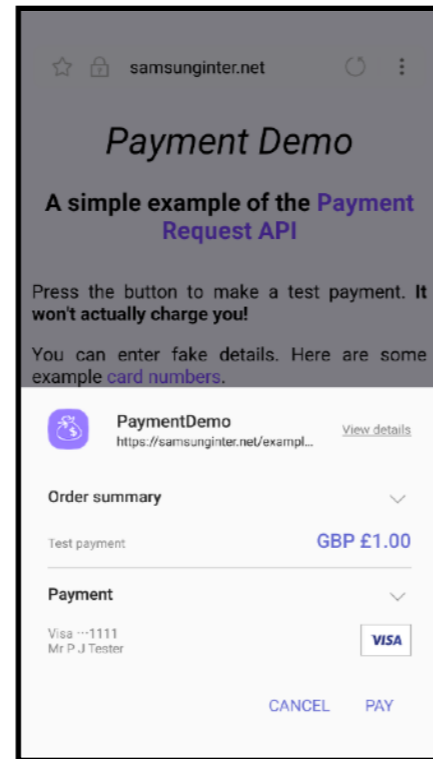 samsunginter.net
Payment Demo
A simple example of the Payment
Request API
Press the button to make a test payment. It
won't actually charge you!
You can enter fake details. Here are some
example card numbers.
PaymentDemo
View details
https://samsunginter.net/exampl...
Order summary
Test payment
GBP £1.00
Payment
Visa ···1111
VISA
Mr P J Tester
CANCEL PAY